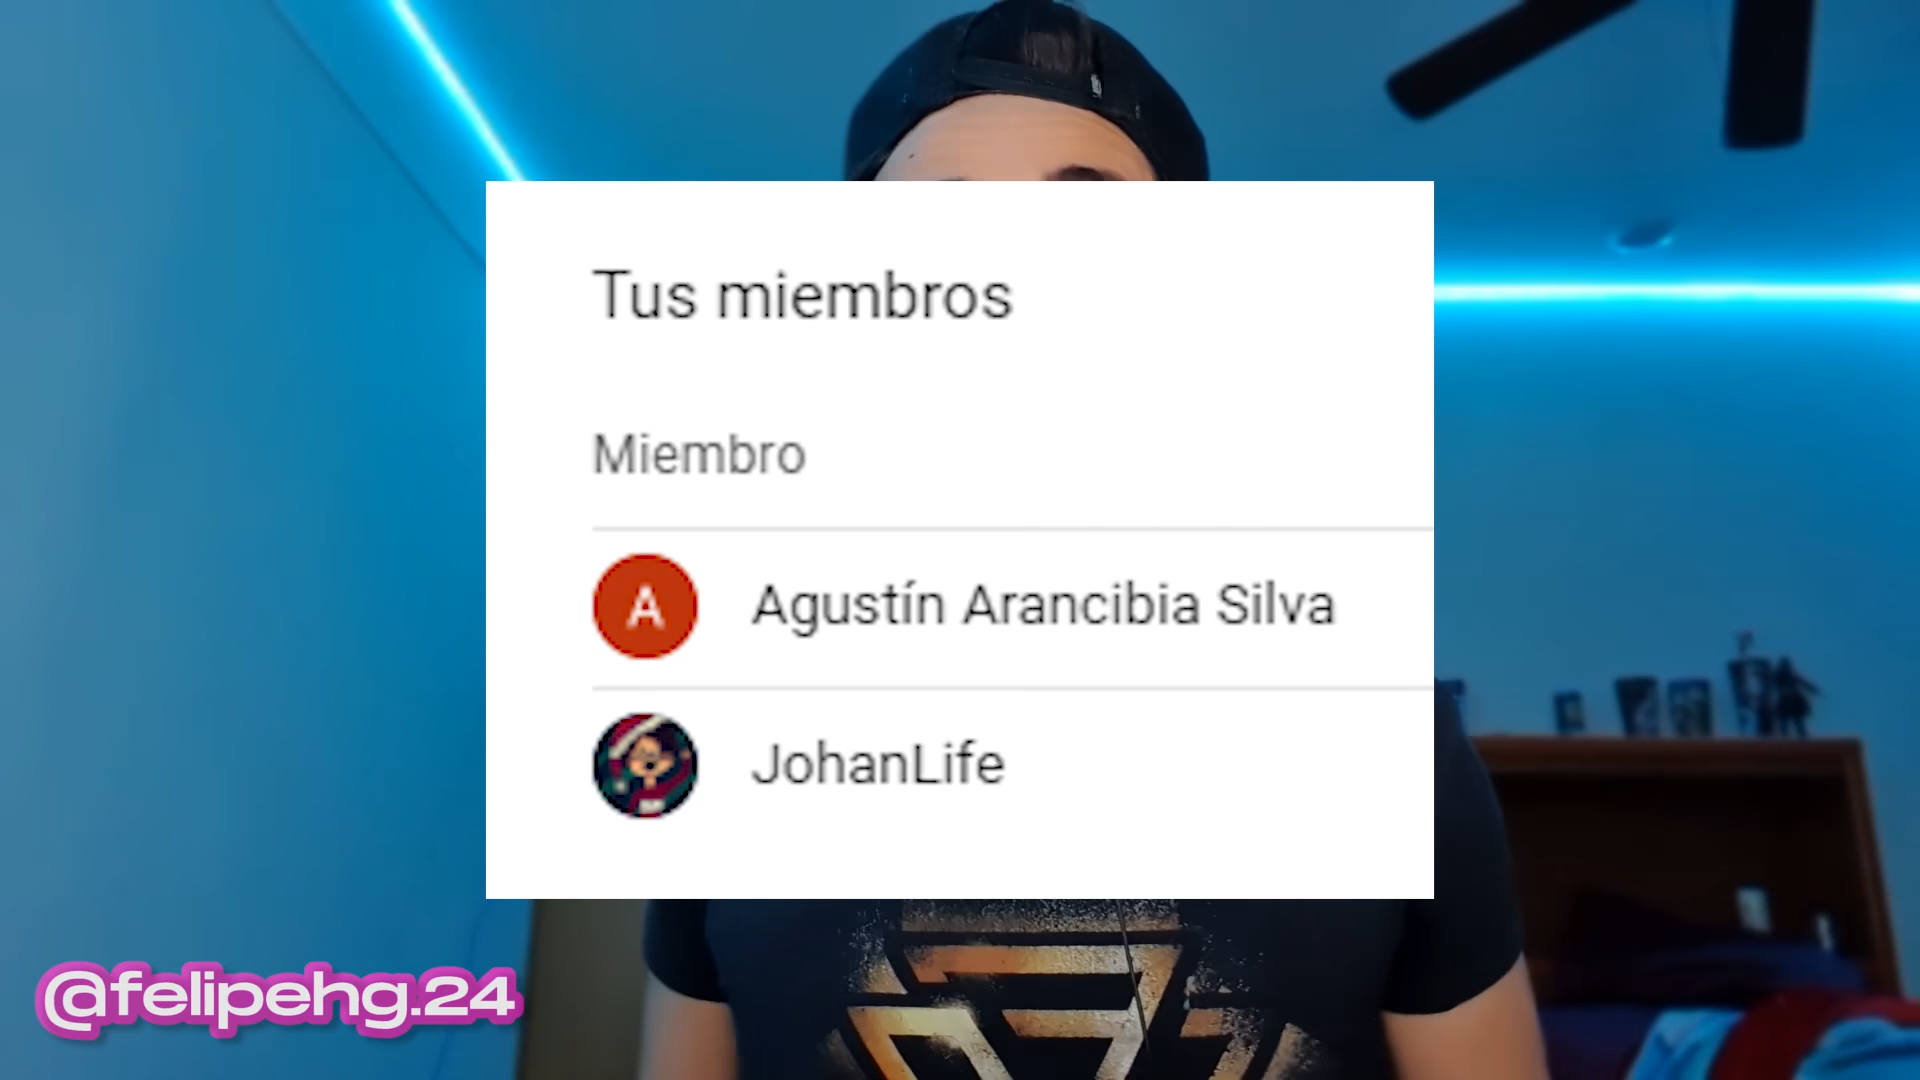 Tus miembros
Miembro
A
Agustín Arancibia Silva
JohanLife
@felipehg.24